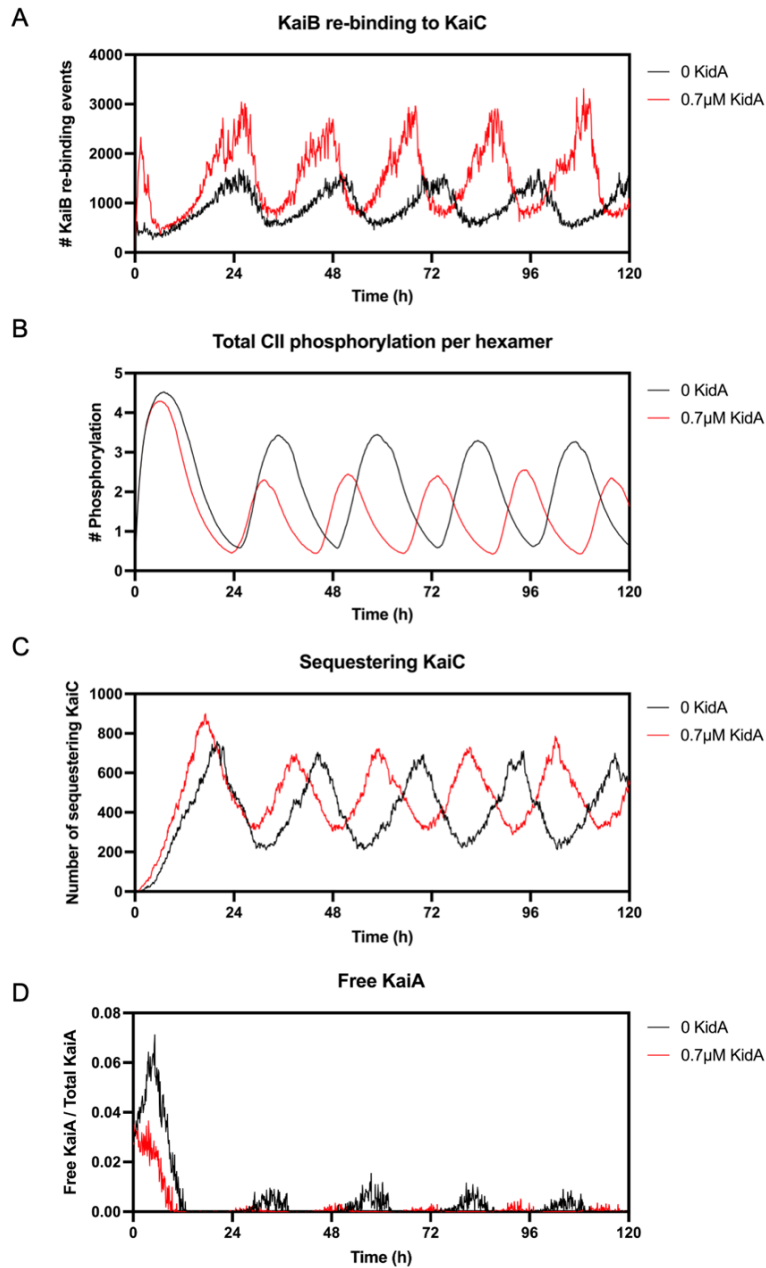 A
KaiB re-binding to KaiC
# KaiB re-binding events
4000
3000
2000
1000
0
0 24 48 72 96 120
Time (h)
0 KidA
0.7µM KidA
B
Total CII phosphorylation per hexamer
# Phosphorylation
5
4
3
2
1
0
0 24 48 72 96 120
Time (h)
0 KidA
0.7µM KidA
C
Sequestering KaiC
Number of sequestering KaiC
1000
800
600
400
200
0
0 24 48 72 96 120
Time (h)
0 KidA
0.7µM KidA
D
Free KaiA
Free KaiA / Total KaiA
0.08
0.06
0.04
0.02
0.00
0 24 48 72 96 120
Time (h)
0 KidA
0.7µM KidA